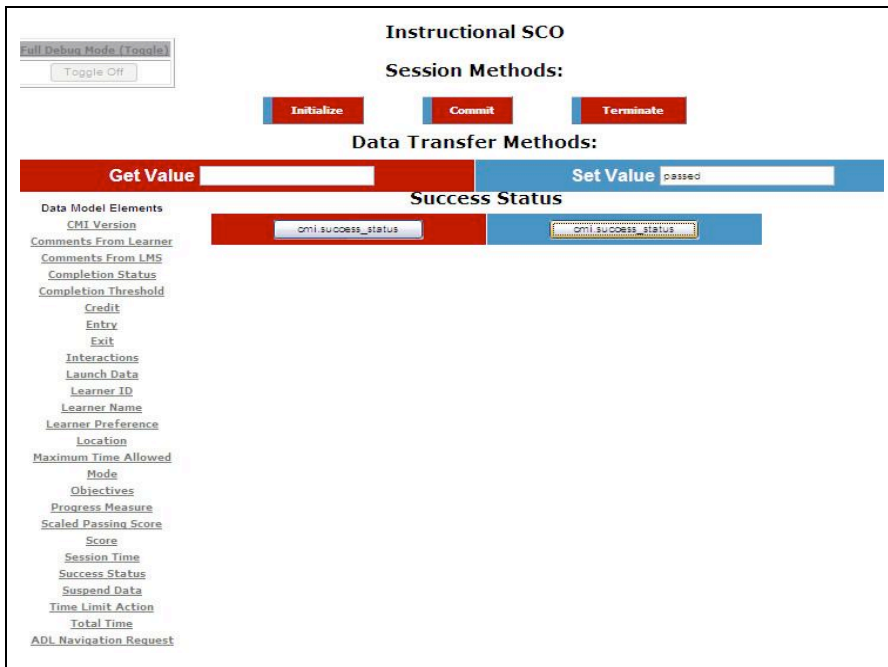 Instructional SCO
Full Debug Mode (Toggle)
Toggle Off
Session Methods:
Initialize
Commit
Terminate
Data Transfer Methods:
Get Value
Set Value passed
Success Status
cmi.success_status
cmi.success_status
Data Model Elements
CMI Version
Comments From Learner
Comments From LMS
Completion Status
Completion Threshold
Credit
Entry
Exit
Interactions
Launch Data
Learner ID
Learner Name
Learner Preference
Location
Maximum Time Allowed
Mode
Objectives
Progress Measure
Scaled Passing Score
Score
Session Time
Success Status
Suspend Data
Time Limit Action
Total Time
ADL Navigation Request